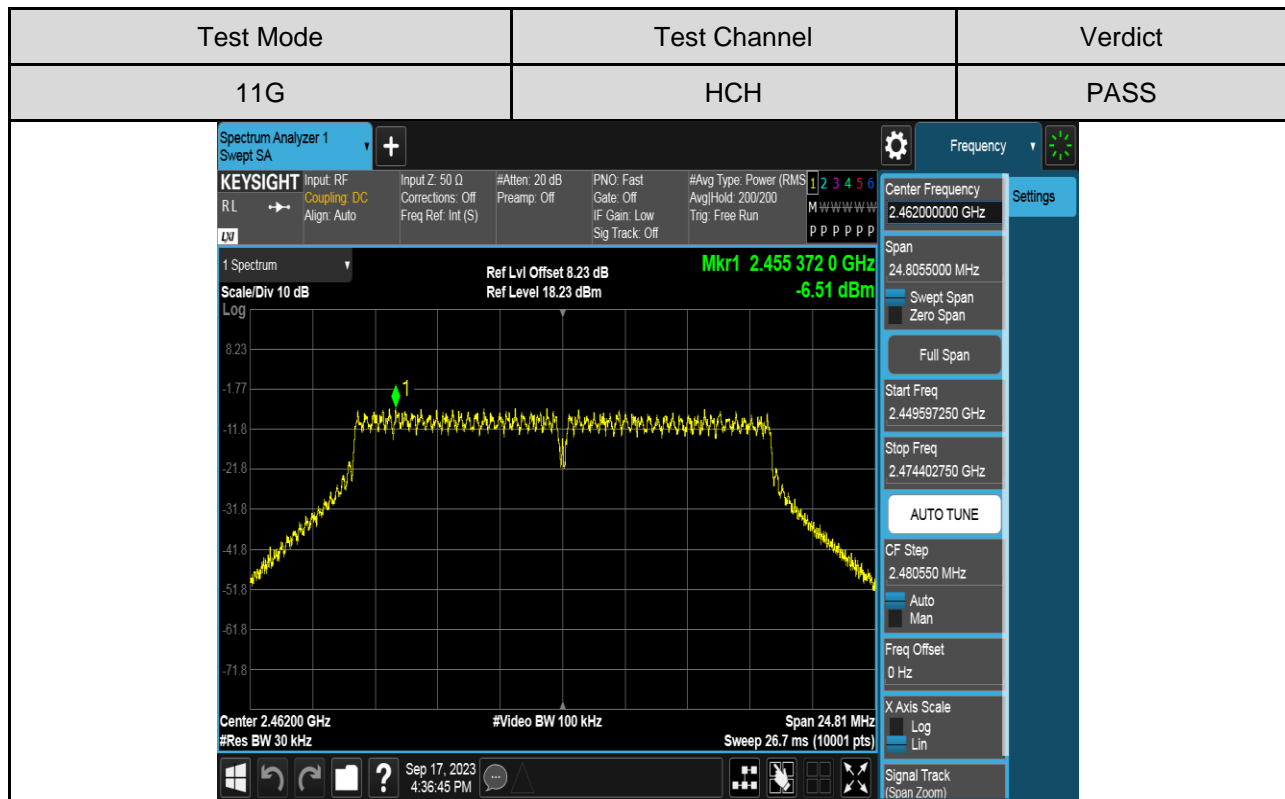 Test Mode Test Channel Verdict
11G HCH PASS
Spectrum Analyzer 1
Swept SA
Frequency
Settings
KEYSIGHT
RL
LXI
Input: RF
Coupling: DC
Align: Auto
Input Z: 50 Ω
Corrections: Off
Freq Ref: Int (S)
#Atten: 20 dB
Preamp: Off
PNO: Fast
Gate: Off
IF Gain: Low
Sig Track: Off
#Avg Type: Power (RMS
Avg|Hold: 200/200
Trig: Free Run
1 2 3 4 5 6
M W W W W W
P P P P P P
1 Spectrum
Scale/Div 10 dB
Log
Ref Lvl Offset 8.23 dB
Ref Level 18.23 dBm
Mkr1 2.455 372 0 GHz
-6.51 dBm
1
8.23
-1.77
-11.8
-21.8
-31.8
-41.8
-51.8
-61.8
-71.8
Center 2.46200 GHz
#Res BW 30 kHz
#Video BW 100 kHz
Span 24.81 MHz
Sweep 26.7 ms (10001 pts)
Center Frequency
2.462000000 GHz
Span
24.8055000 MHz
Swept Span
Zero Span
Full Span
Start Freq
2.449597250 GHz
Stop Freq
2.474402750 GHz
AUTO TUNE
CF Step
2.480550 MHz
Auto
Man
Freq Offset
0 Hz
X Axis Scale
Log
Lin
Signal Track
(Span Zoom)
?
Sep 17, 2023
4:36:45 PM